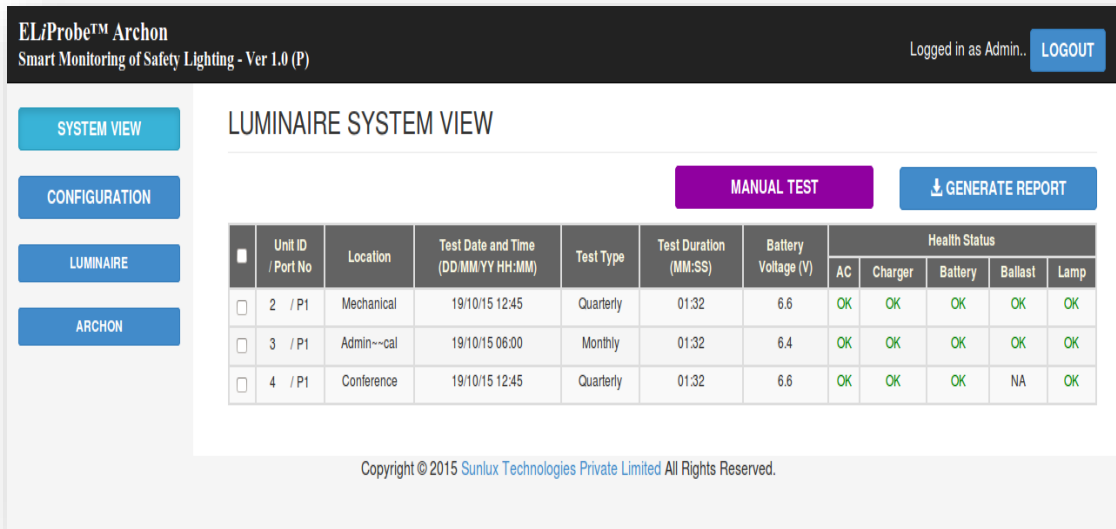 ELiProbe™ Archon
Smart Monitoring of Safety Lighting - Ver 1.0 (P)
Logged in as Admin.. LOGOUT
SYSTEM VIEW
CONFIGURATION
LUMINAIRE
ARCHON
LUMINAIRE SYSTEM VIEW
MANUAL TEST
GENERATE REPORT
Unit ID / Port No Location Test Date and Time (DD/MM/YY HH:MM) Test Type Test Duration (MM:SS) Battery Voltage (V) Health Status
AC Charger Battery Ballast Lamp
2 / P1 Mechanical 19/10/15 12:45 Quarterly 01:32 6.6 OK OK OK OK OK
3 / P1 Admin~~cal 19/10/15 06:00 Monthly 01:32 6.4 OK OK OK OK OK
4 / P1 Conference 19/10/15 12:45 Quarterly 01:32 6.6 OK OK OK NA OK
Copyright © 2015 Sunlux Technologies Private Limited All Rights Reserved.